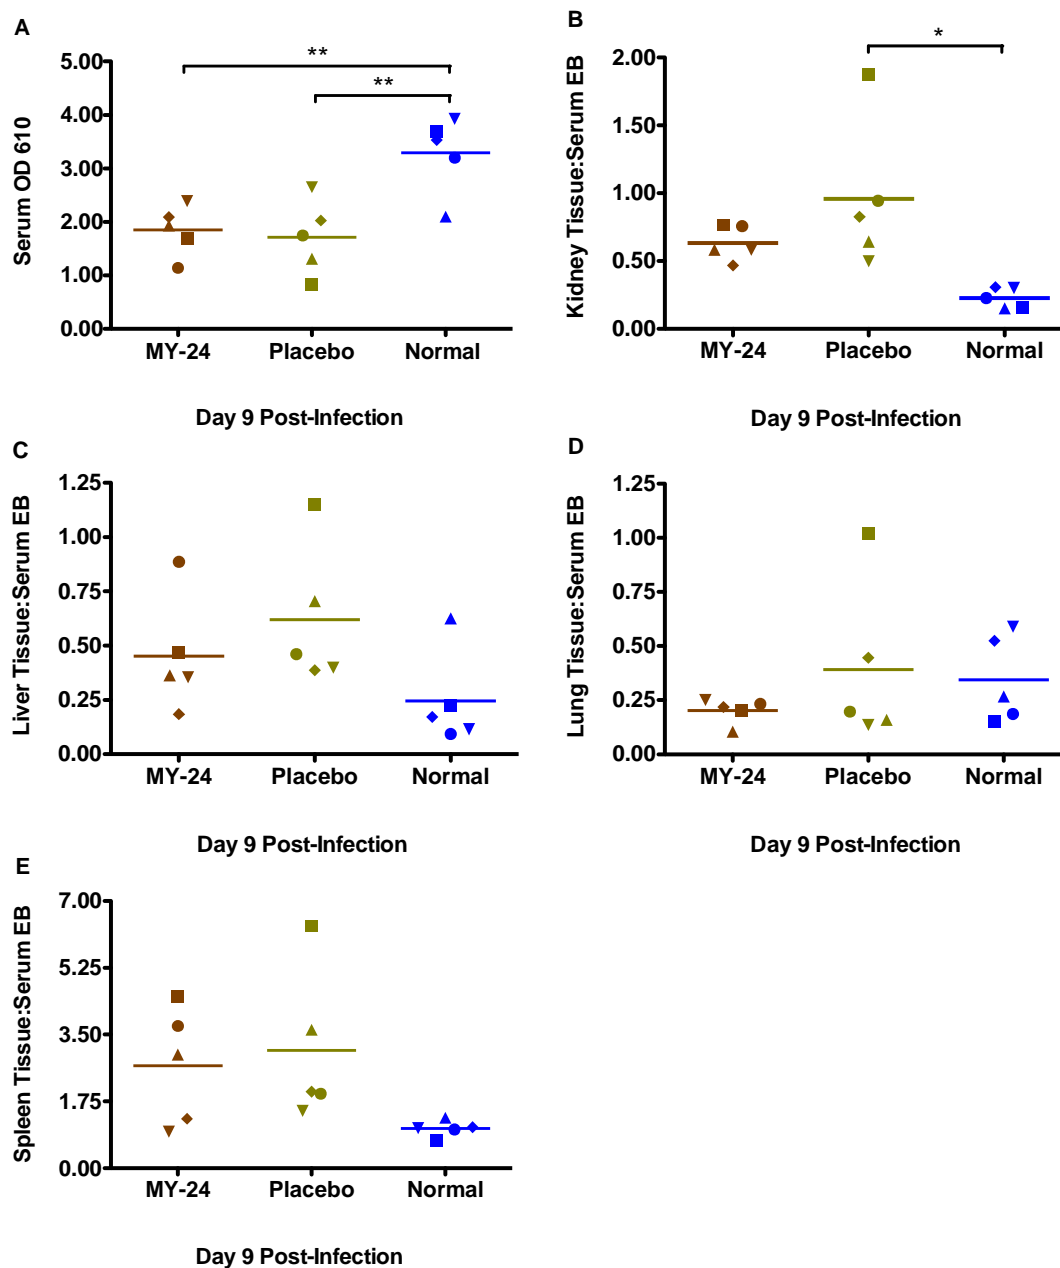 A
**
**
5.00
4.00
3.00
2.00
1.00
0.00
Serum OD 610
MY-24 Placebo Normal
Day 9 Post-Infection
B
*
2.00
1.50
1.00
0.50
0.00
Kidney Tissue:Serum EB
MY-24 Placebo Normal
Day 9 Post-Infection
C
1.25
1.00
0.75
0.50
0.25
0.00
Liver Tissue:Serum EB
MY-24 Placebo Normal
Day 9 Post-Infection
D
1.25
1.00
0.75
0.50
0.25
0.00
Lung Tissue:Serum EB
MY-24 Placebo Normal
Day 9 Post-Infection
E
7.00
5.25
3.50
1.75
0.00
Spleen Tissue:Serum EB
MY-24 Placebo Normal
Day 9 Post-Infection